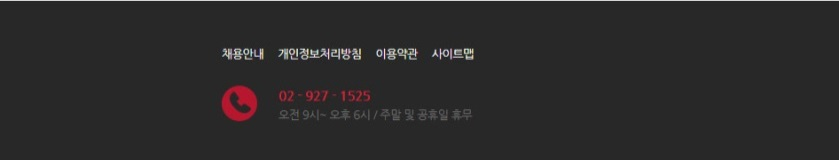 채용안내 개인정보처리방침 이용약관 사이트맵
02 - 927 - 1525
오전 9시~ 오후 6시 / 주말 및 공휴일 휴무